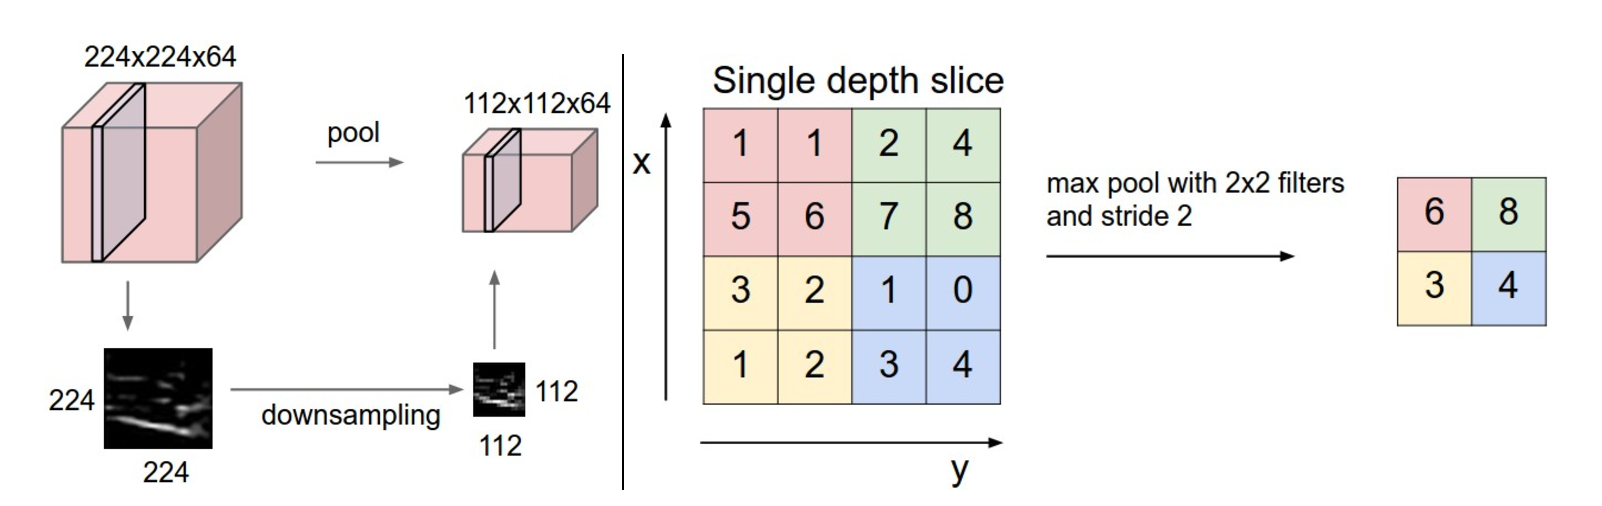 224x224x64
pool
112x112x64
224
224
downsampling
112
112
Single depth slice
x
1 1 2 4
5 6 7 8
3 2 1 0
1 2 3 4
y
max pool with 2x2 filters
and stride 2
6 8
3 4